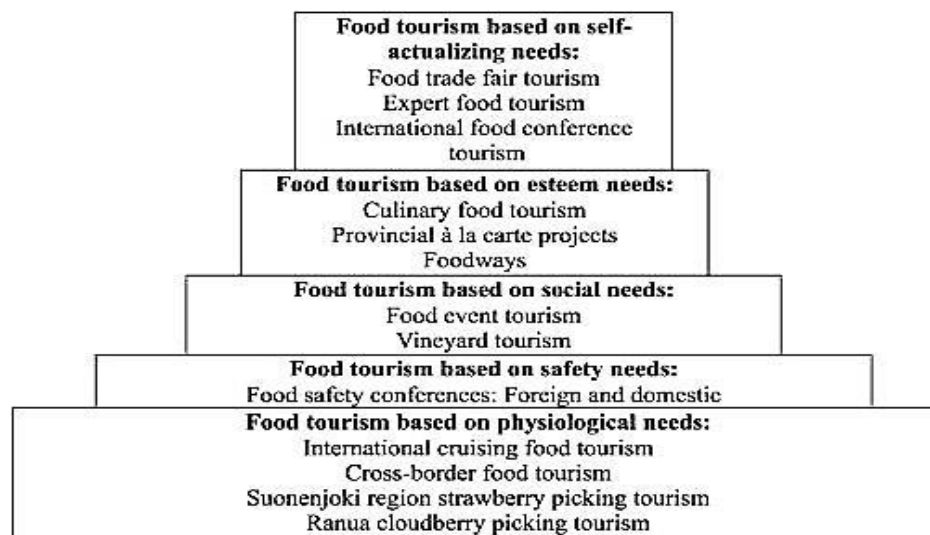 Food tourism based on self-
actualizing needs:
Food trade fair tourism
Expert food tourism
International food conference
tourism
Food tourism based on esteem needs:
Culinary food tourism
Provincial à la carte projects
Foodways
Food tourism based on social needs:
Food event tourism
Vineyard tourism
Food tourism based on safety needs:
Food safety conferences: Foreign and domestic
Food tourism based on physiological needs:
International cruising food tourism
Cross-border food tourism
Suonenjoki region strawberry picking tourism
Ranua cloudberry picking tourism